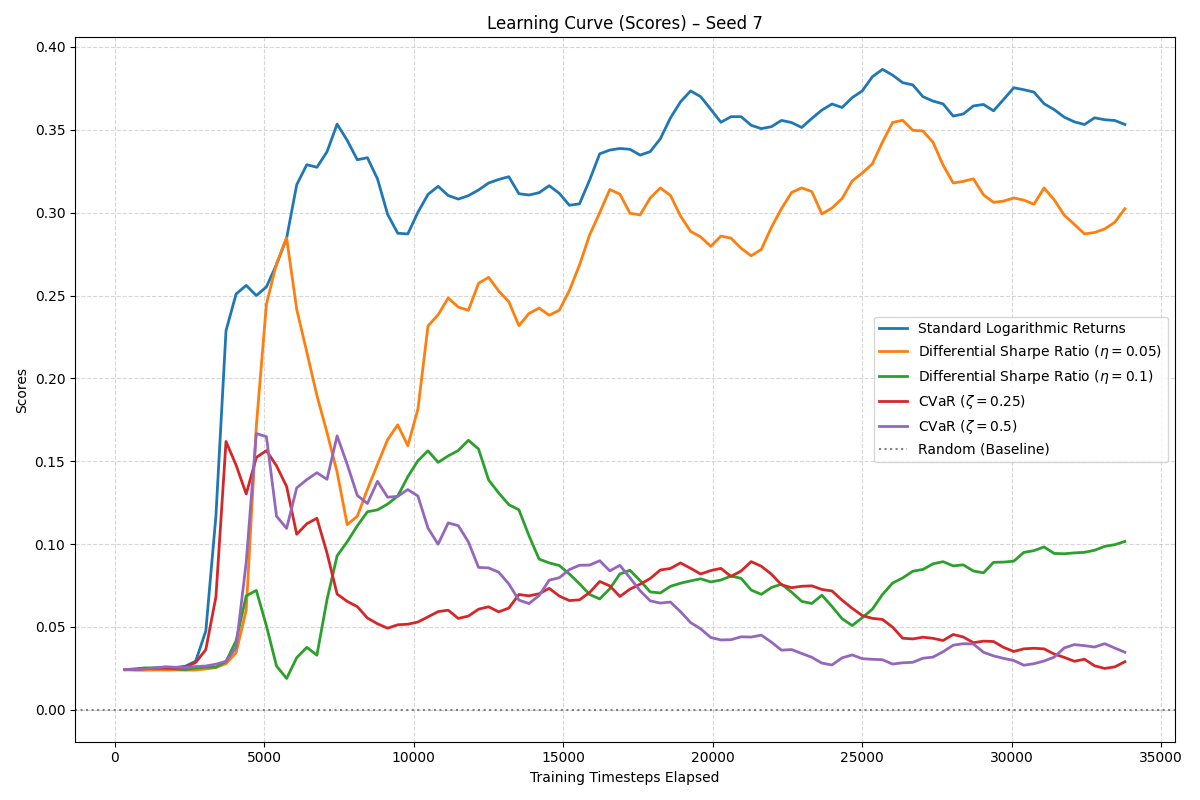 Learning Curve (Scores) – Seed 7
Scores
0.40
0.35
0.30
0.25
0.20
0.15
0.10
0.05
0.00
Standard Logarithmic Returns
Differential Sharpe Ratio (η = 0.05)
Differential Sharpe Ratio (η = 0.1)
CVaR (ζ = 0.25)
CVaR (ζ = 0.5)
Random (Baseline)
0 5000 10000 15000 20000 25000 30000 35000
Training Timesteps Elapsed